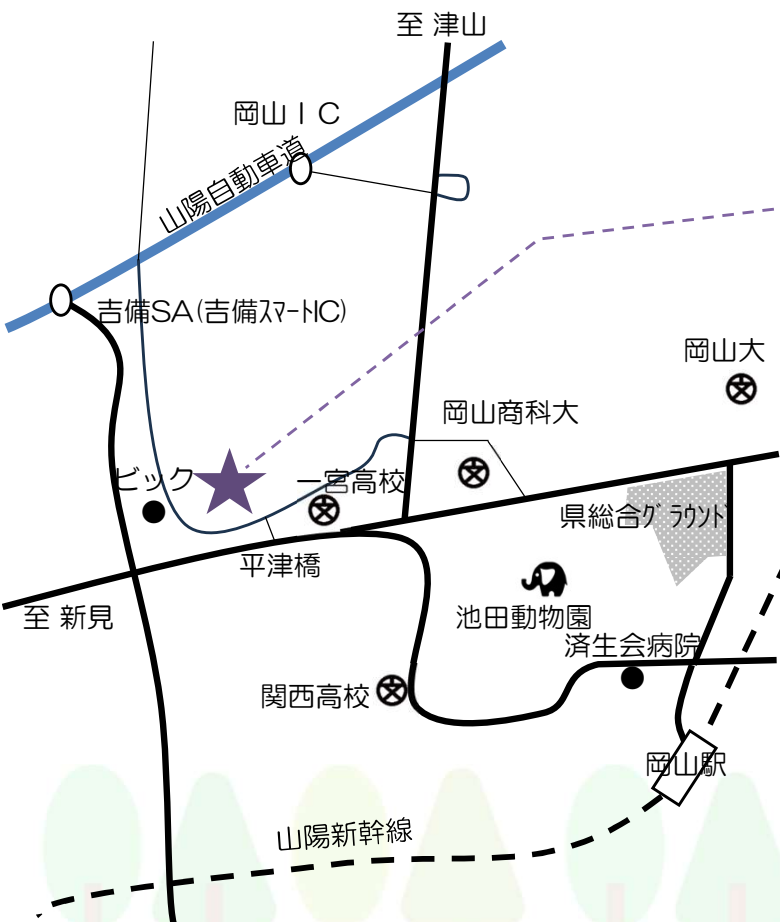 至 津山
岡山IC
山陽自動車道
吉備SA(吉備ｽﾏｰﾄIC)
岡山大
岡山商科大
ビック
一宮高校
県総合ｸﾞﾗｳﾝﾄ
平津橋
至 新見
池田動物園
済生会病院
関西高校
岡山駅
山陽新幹線